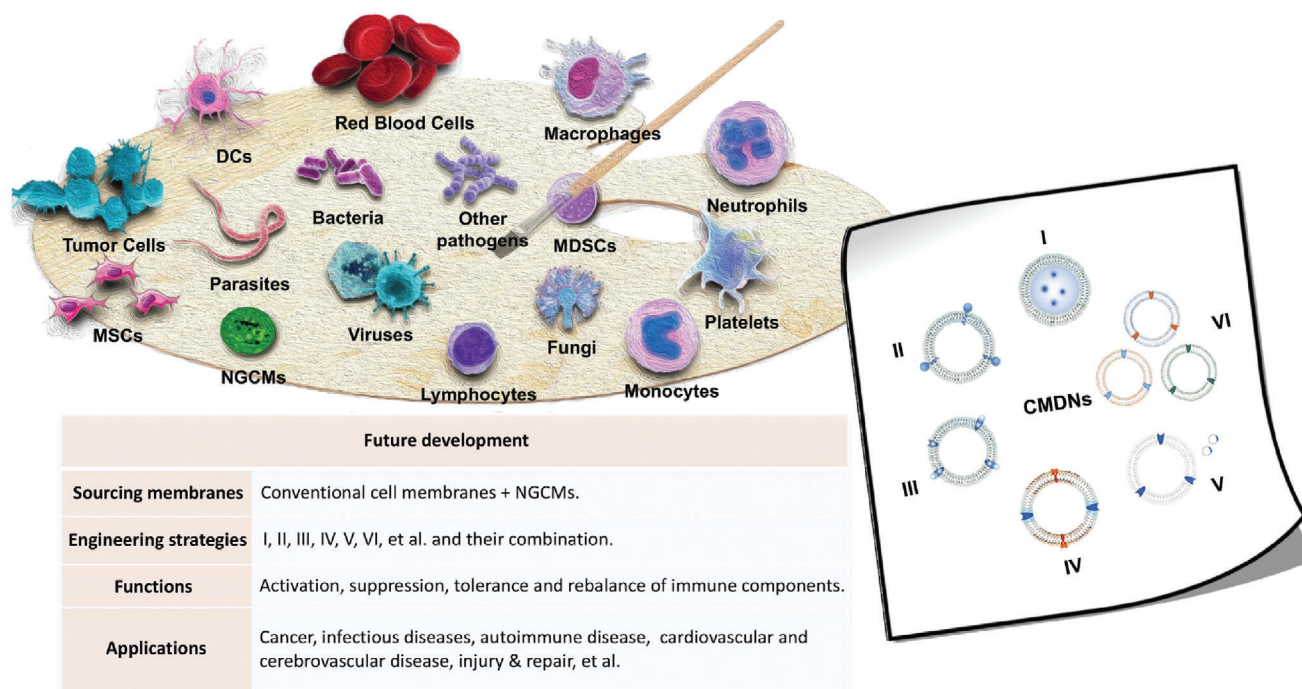 Red Blood Cells
Macrophages
DCs
Neutrophils
Tumor Cells
Bacteria
Other
pathogens
MDSCs
Parasites
MSCs
Viruses
Fungi
Platelets
NGCMs
Lymphocytes
Monocytes
I
II
VI
CMDNs
III
V
IV
Future development
Sourcing membranes
Conventional cell membranes + NGCMs.
Engineering strategies
I, II, III, IV, V, VI, et al. and their combination.
Functions
Activation, suppression, tolerance and rebalance of immune components.
Applications
Cancer, infectious diseases, autoimmune disease, cardiovascular and
cerebrovascular disease, injury & repair, et al.